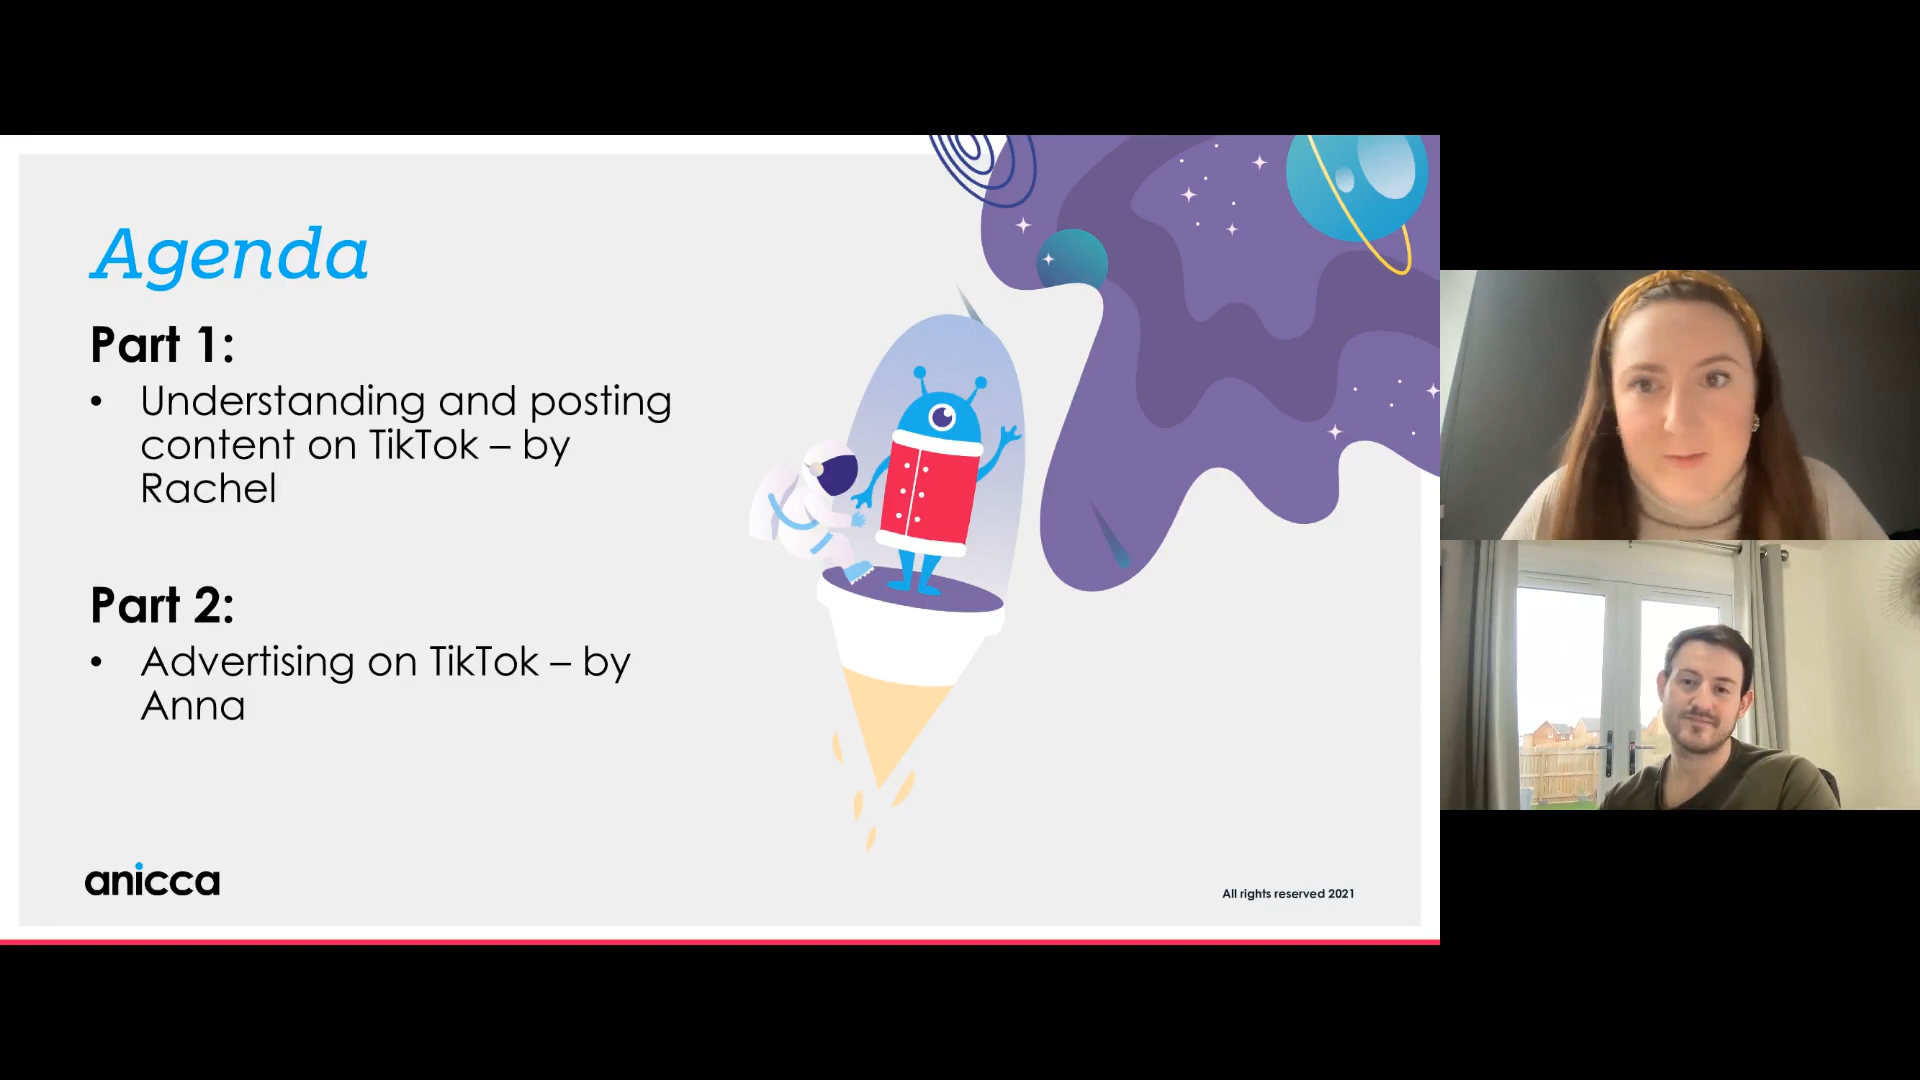 Agenda
Part 1:
• Understanding and posting
content on TikTok – by
Rachel
Part 2:
• Advertising on TikTok – by
Anna
anicca
All rights reserved 2021